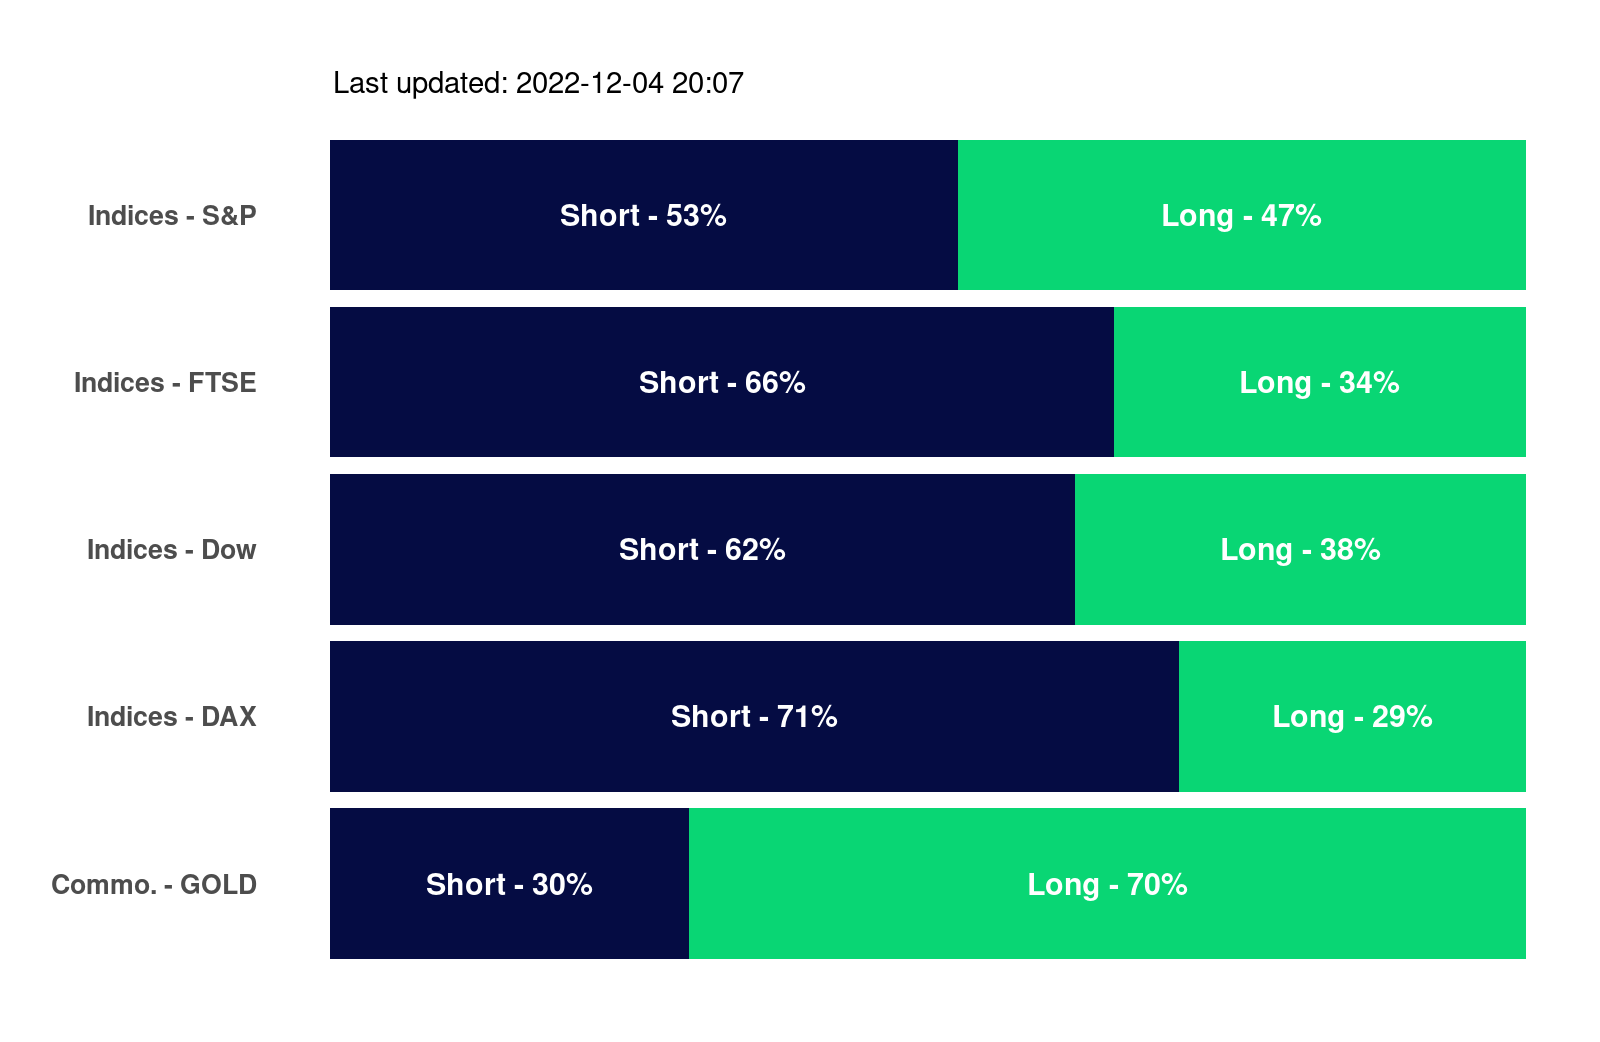 Last updated: 2022-12-04 20:07
Indices - S&P Short - 53% Long - 47%
Indices - FTSE Short - 66% Long - 34%
Indices - Dow Short - 62% Long - 38%
Indices - DAX Short - 71% Long - 29%
Commo. - GOLD Short - 30% Long - 70%